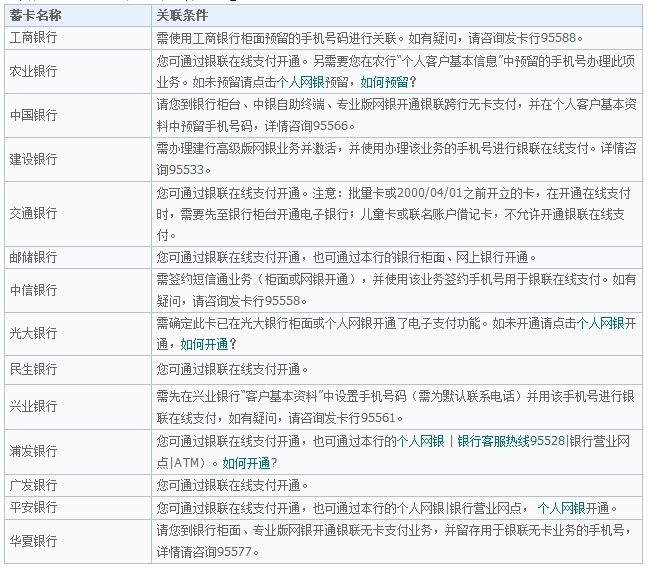 蓄卡名称 关联条件
工商银行 需使用工商银行柜面预留的手机号码进行关联。如有疑问，请咨询发卡行95588。
农业银行 您可通过银联在线支付开通。另需要您在农行“个人客户基本信息”中预留的手机号办理此项
业务。如未预留请点击个人网银预留，如何预留？
中国银行 请您到银行柜台、中银自助终端、专业版网银开通银联跨行无卡支付，并在个人客户基本资
料中预留手机号码，详情咨询95566。
建设银行 需办理建行高级版网银业务并激活，并使用办理该业务的手机号进行银联在线支付。详情咨
询95533。
交通银行 您可通过银联在线支付开通。注意：批量卡或2000/04/01之前开立的卡，在开通在线支付
时，需要先至银行柜台开通电子银行；儿童卡或联名账户借记卡，不允许开通银联在线支
付。
邮储银行 您可通过银联在线支付开通，也可通过本行的银行柜面、网上银行开通。
中信银行 需签约短信通业务（柜面或网银开通），并使用该业务签约手机号用于银联在线支付。如有
疑问，请咨询发卡行95558。
光大银行 需确定此卡已在光大银行柜面或个人网银开通了电子支付功能。如未开通请点击个人网银开
通，如何开通？
民生银行 您可通过银联在线支付开通。
兴业银行 需先在兴业银行“客户基本资料”中设置手机号码（需为默认联系电话）并用该手机号进行银
联在线支付，如有疑问，请咨询发卡行95561。
浦发银行 您可通过银联在线支付开通，也可通过本行的个人网银｜银行客服热线95528|银行营业网
点|ATM）。如何开通?
广发银行 您可通过银联在线支付开通。
平安银行 您可通过银联在线支付开通，也可通过本行的个人网银|银行营业网点， 个人网银开通。
华夏银行 请您到银行柜面、专业版网银开通银联无卡支付业务，并留存用于银联无卡业务的手机号，
详情请咨询95577。